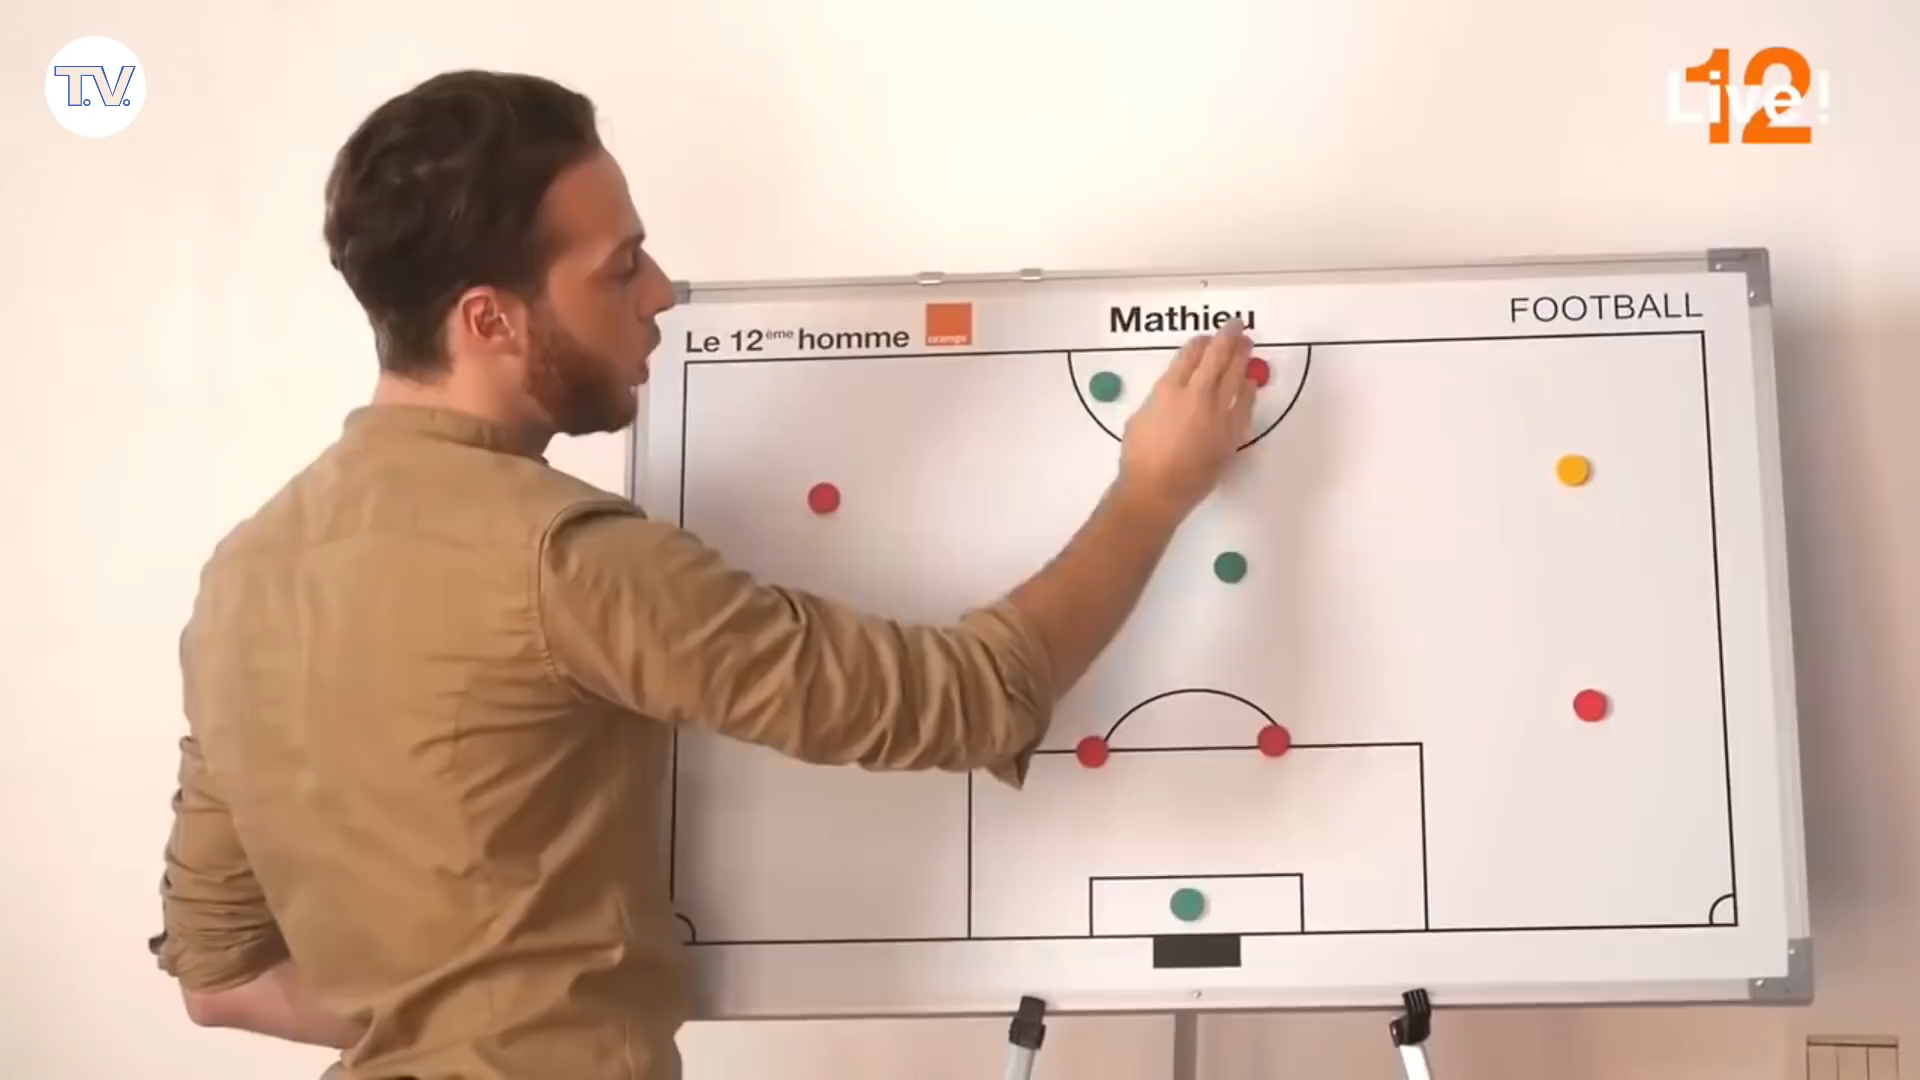 T.V.
12
Live !
Le 12ème homme
orange
Mathieu
FOOTBALL